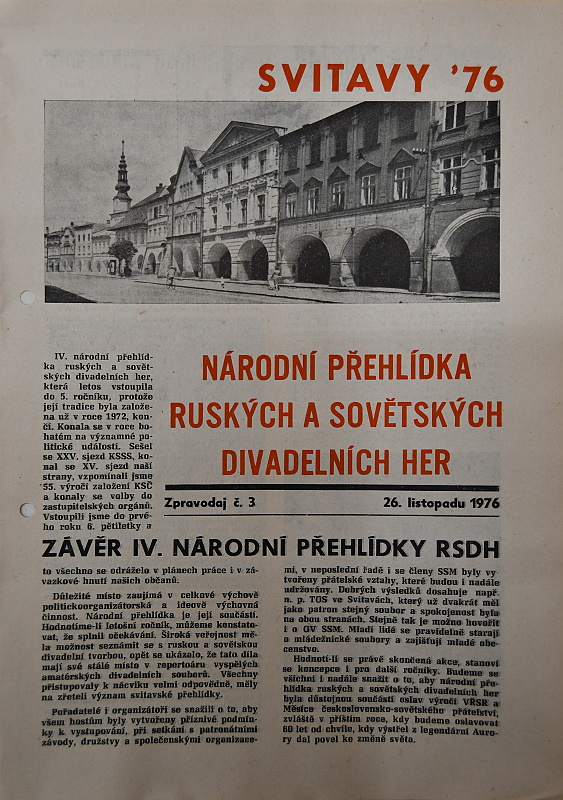 SVITAVY '76
NÁRODNÍ PŘEHLÍDKA
RUSKÝCH A SOVĚTSKÝCH
DIVADELNÍCH HER
Zpravodaj č. 3
26. listopadu 1976
IV. národní přehlíd-
ka ruských a sovět-
ských divadelních her,
která letos vstoupila
do 5. ročníku, protože
její tradice byla založe-
na už v roce 1972, kon-
čí. Konala se v roce bo-
hatém na významné po-
litické události. Sešel
se XXV. sjezd KSSS, ko-
nal se XV. sjezd naší
strany, vzpomínali jsme
55. výročí založení KSČ
a konaly se volby do
zastupitelských orgánů.
Vstoupili jsme do prvé-
ho roku 6. pětiletky a
ZÁVĚR IV. NÁRODNÍ PŘEHLÍDKY RSDH
to všechno se odráželo v plánech práce i v zá-
vazkové hnutí našich občanů.
Důležité místo zaujímá v celkové výchově
politickoorganizátorská a ideově výchovná
činnost. Národní přehlídka je její součástí.
Hodnotíme-li letošní ročník, můžeme konstato-
vat, že splnil očekávání. Široká veřejnost mě-
la možnost seznámit se s ruskou a sovětskou
divadelní tvorbou, opět se ukázalo, že tato díla
mají své stálé místo v repertoáru vyspělých
amatérských divadelních souborů. Všechny
přistupovaly k nácviku velmi odpovědně, měly
na zřeteli význam svitavské přehlídky.
Pořadatelé i organizátoři se snažili o to, aby
všem hostům byly vytvořeny příznivé podmín-
ky k vystupování, při setkání s patronátními
závody, družstvy a společenskými organizace-
mi, v neposlední řadě i se členy SSM byly vy-
tvořeny přátelské vztahy, které budou i nadále
udržovány. Dobrých výsledků dosahuje např.
n. p. TOS ve Svitavách, který už dvakrát měl
jako patron stejný soubor a spokojenost byla
na obou stranách. Stejně tak je možno hovořit
i o OV SSM. Mladí lidé se pravidelně starají
o mládežnické soubory a zajišťují mladé obe-
censtvo.
Hodnotí-li se právě skončená akce, stanoví
se koncepce i pro další ročníky. Budeme se
všichni i nadále snažit o to, aby národní pře-
hlídka ruských a sovětských divadelních her
byla důstojnou součástí oslav výročí VŘSR a
Měsíce československo-sovětského přátelství,
zvláště v příštím roce, kdy budeme oslavovat
60 let od chvíle, kdy výstřel z legendární Auro-
ry dal povel ke změně světa.